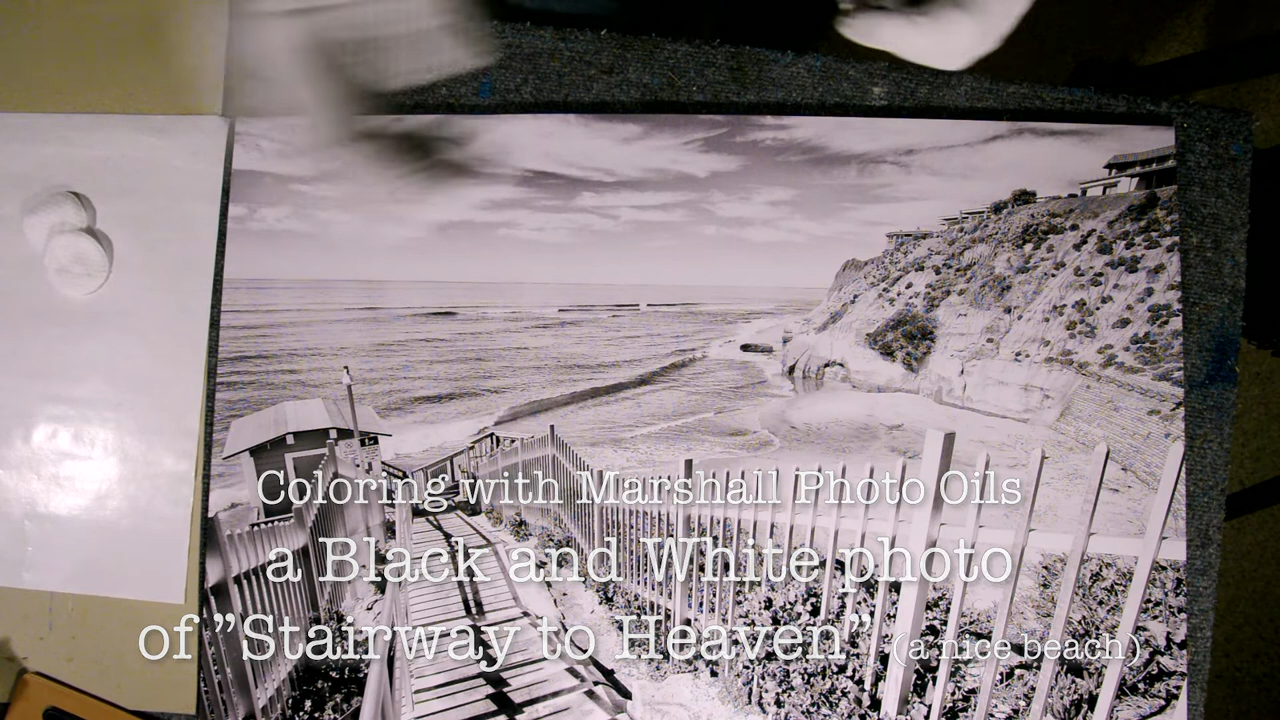 Coloring with Marshall Photo Oils
a Black and White photo
of "Stairway to Heaven" (a nice beach)